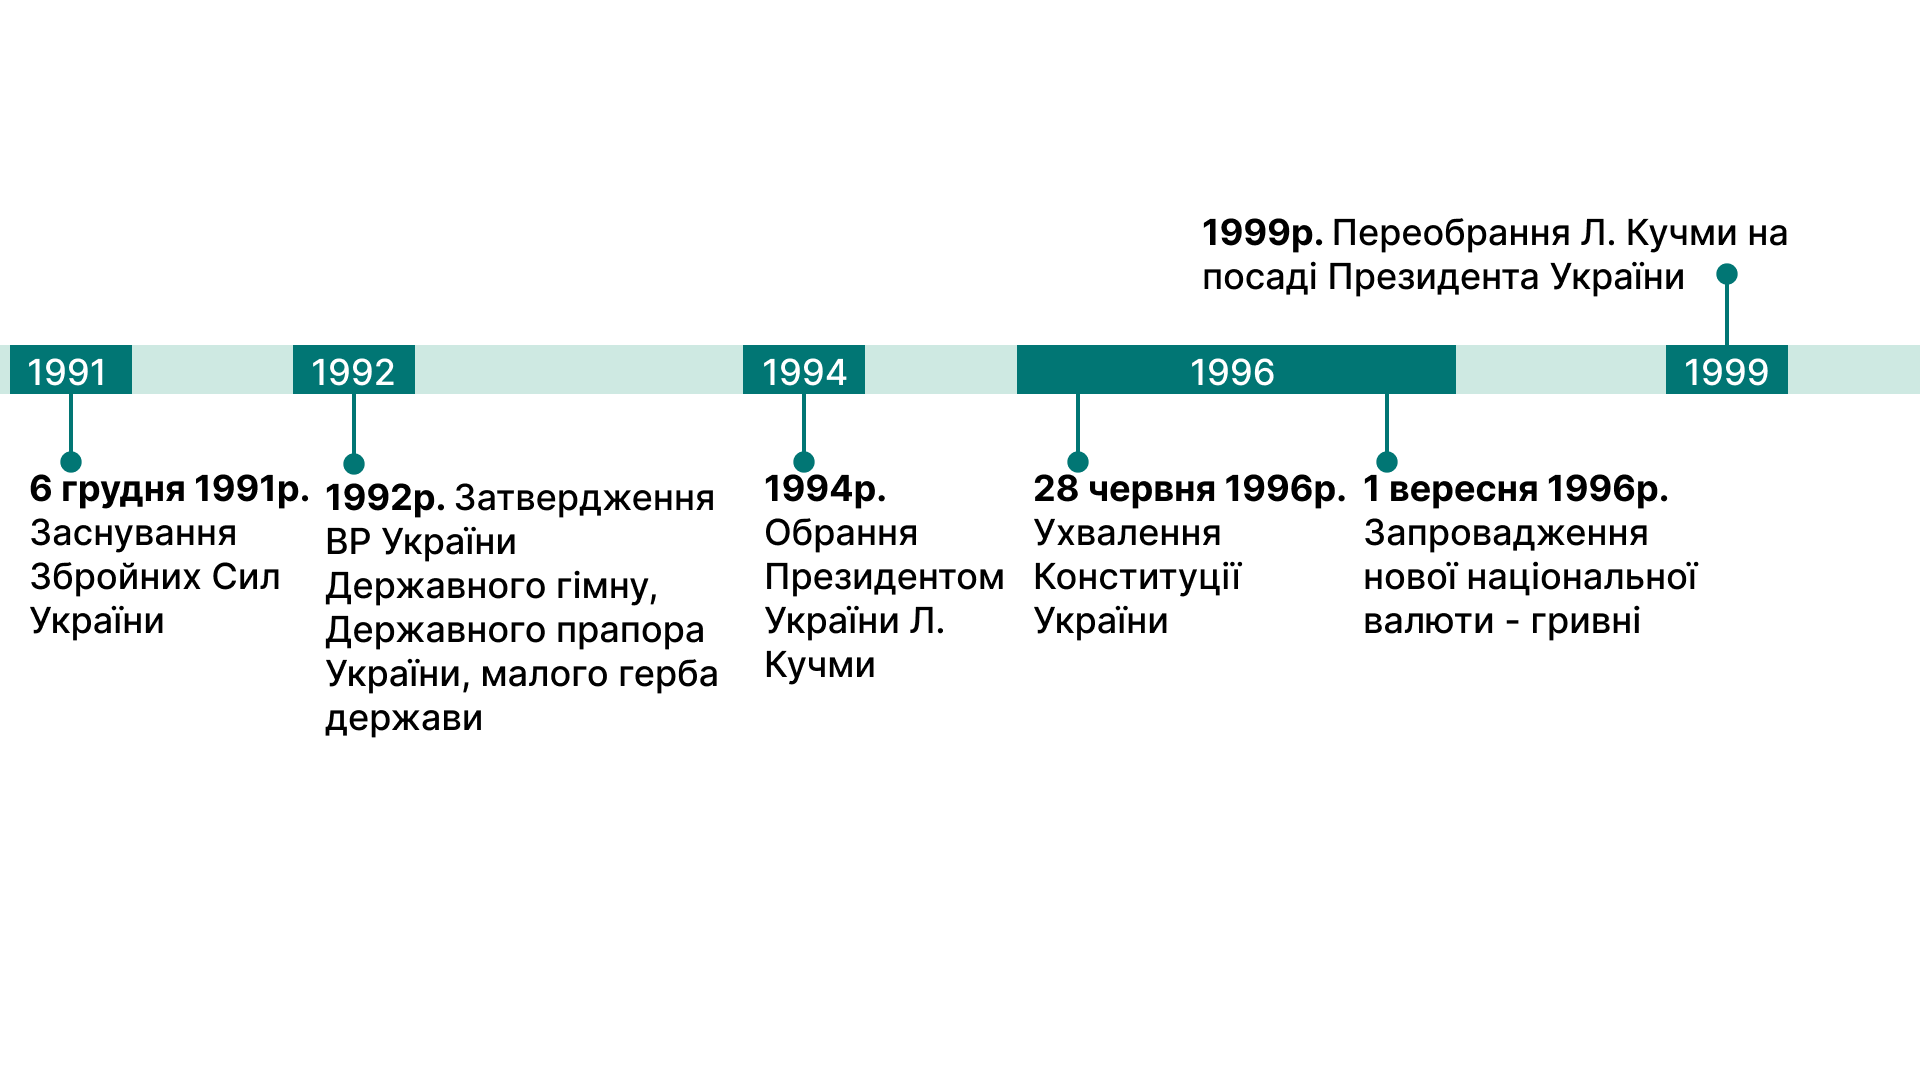 1999р. Переобрання Л. Кучми на
посаді Президента України
1991
1992
1994
1996
1999
6 грудня 1991р.
Заснування
Збройних Сил
України
1992р. Затвердження
ВР України
Державного гімну,
Державного прапора
України, малого герба
держави
1994р.
Обрання
Президентом
України Л.
Кучми
28 червня 1996р.
Ухвалення
Конституції
України
1 вересня 1996р.
Запровадження
нової національної
валюти - гривні